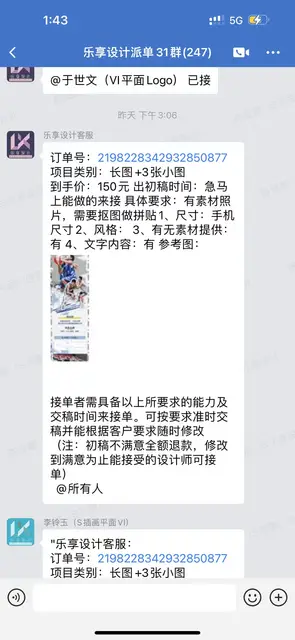 1:43
5G
乐享设计派单31群(247)
@于世文（VI平面Logo） 已接
昨天 下午3:06
乐享设计客服
订单号：2198228342932850877
项目类别：长图+3张小图
到手价：150元 出初稿时间：急马
上能做的来接 具体要求：有素材照
片，需要抠图做拼贴1、尺寸：手机
尺寸2、风格： 3、有无素材提供：
有 4、文字内容：有 参考图：
接单者需具备以上所要求的能力及
交稿时间来接单。可按要求准时交
稿并能根据客户要求随时修改
（注：初稿不满意全额退款，修改
到满意为止能接受的设计师可接
单）
@所有人
李铃玉（S插画平面VI）
"乐享设计客服：
订单号：2198228342932850877
项目类别：长图+3张小图